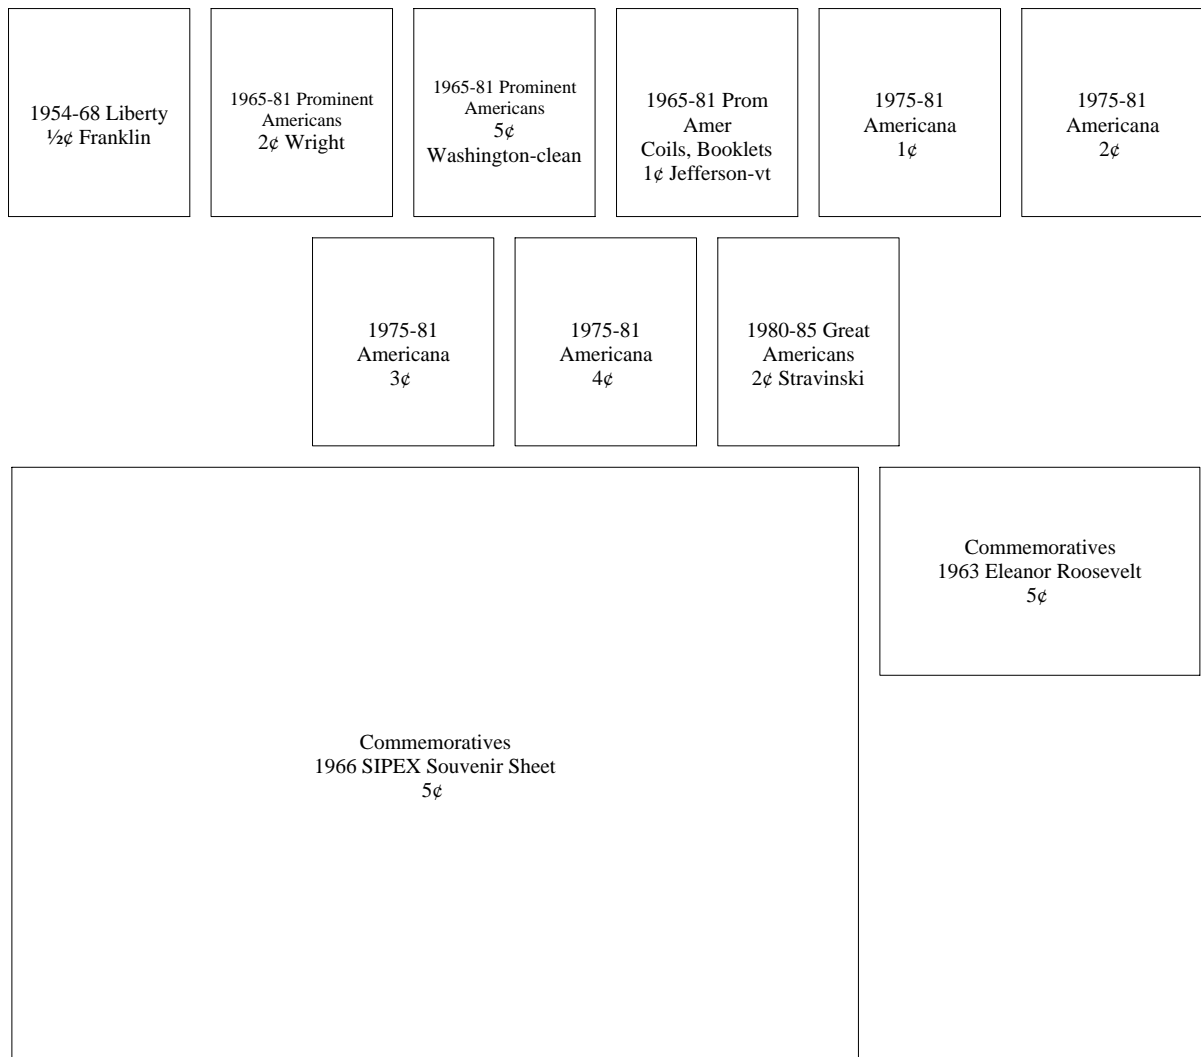 1954-68 Liberty
½¢ Franklin
1965-81 Prominent
Americans
2¢ Wright
1965-81 Prominent
Americans
5¢
Washington-clean
1965-81 Prom
Amer
Coils, Booklets
1¢ Jefferson-vt
1975-81
Americana
1¢
1975-81
Americana
2¢
1975-81
Americana
3¢
1975-81
Americana
4¢
1980-85 Great
Americans
2¢ Stravinski
Commemoratives
1966 SIPEX Souvenir Sheet
5¢
Commemoratives
1963 Eleanor Roosevelt
5¢